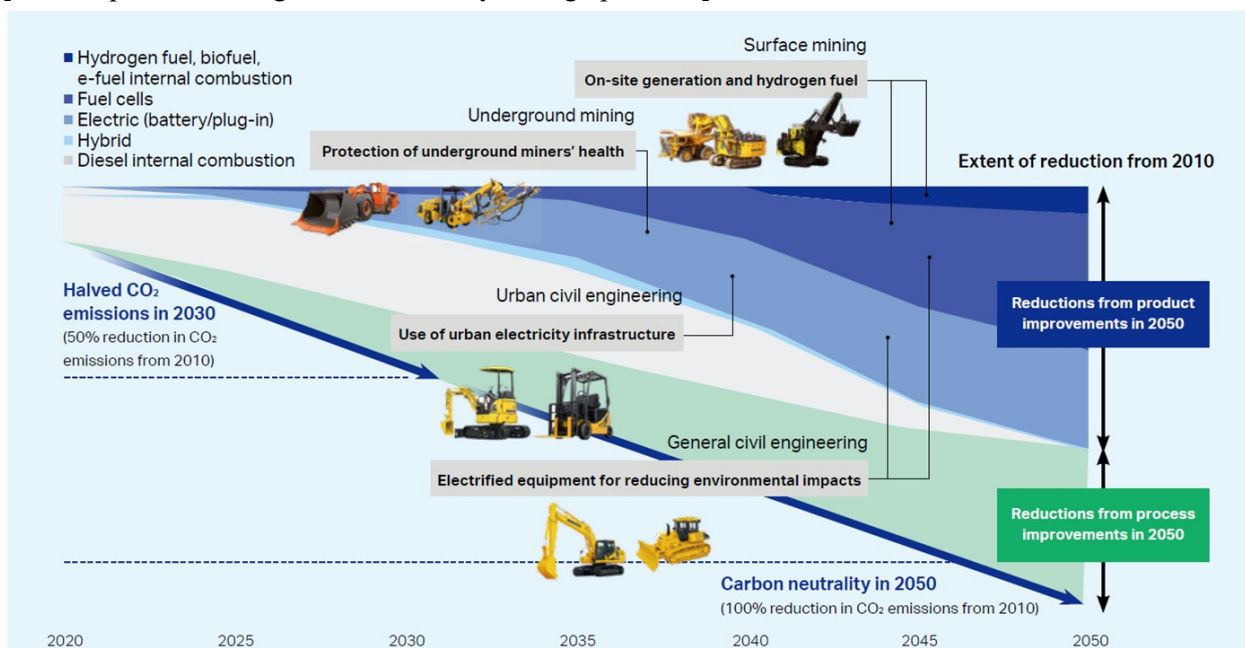 Surface mining
On-site generation and hydrogen fuel
Hydrogen fuel, biofuel,
e-fuel internal combustion
Fuel cells
Electric (battery/plug-in)
Hybrid
Diesel internal combustion
Underground mining
Protection of underground miners' health
Extent of reduction from 2010
Halved CO₂
emissions in 2030
(50% reduction in CO₂
emissions from 2010)
Urban civil engineering
Use of urban electricity infrastructure
Reductions from product
improvements in 2050
General civil engineering
Electrified equipment for reducing environmental impacts
Reductions from process
improvements in 2050
Carbon neutrality in 2050
(100% reduction in CO₂ emissions from 2010)
2020 2025 2030 2035 2040 2045 2050